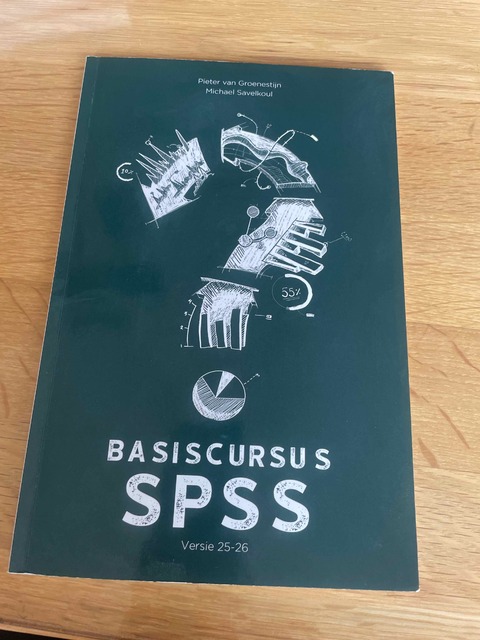 Pieter van Groenestijn
Michael Savelkoul
55%
BASISCURSUS
SPSS
Versie 25-26